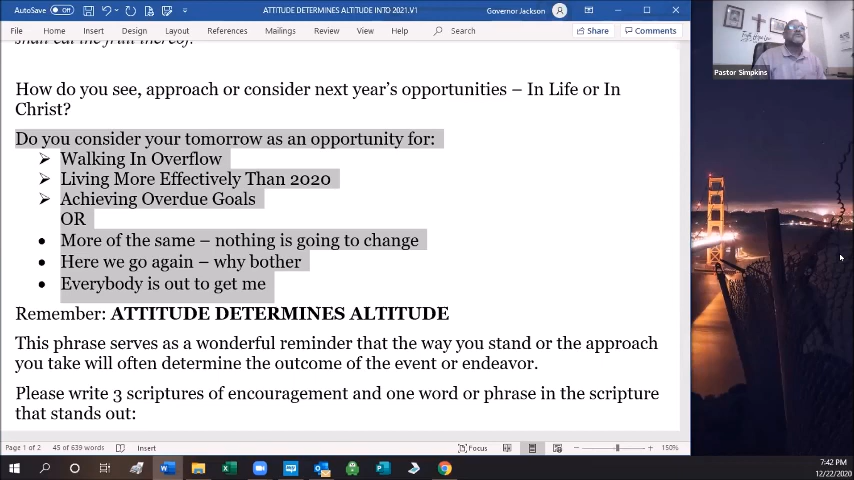 AutoSave Off
ATTITUDE DETERMINES ALTITUDE INTO 2021.V1
Governor Jackson
File Home Insert Design Layout References Mailings Review View Help Search Share Comments
shall eat the fruit thereof.
How do you see, approach or consider next year's opportunities – In Life or In
Christ?
Do you consider your tomorrow as an opportunity for:
Walking In Overflow
Living More Effectively Than 2020
Achieving Overdue Goals
OR
More of the same – nothing is going to change
Here we go again – why bother
Everybody is out to get me
Remember: ATTITUDE DETERMINES ALTITUDE
This phrase serves as a wonderful reminder that the way you stand or the approach
you take will often determine the outcome of the event or endeavor.
Please write 3 scriptures of encouragement and one word or phrase in the scripture
that stands out:
Page 1 of 2 45 of 639 words Insert Focus 150%
Pastor Simpkins
7:42 PM
12/22/2020